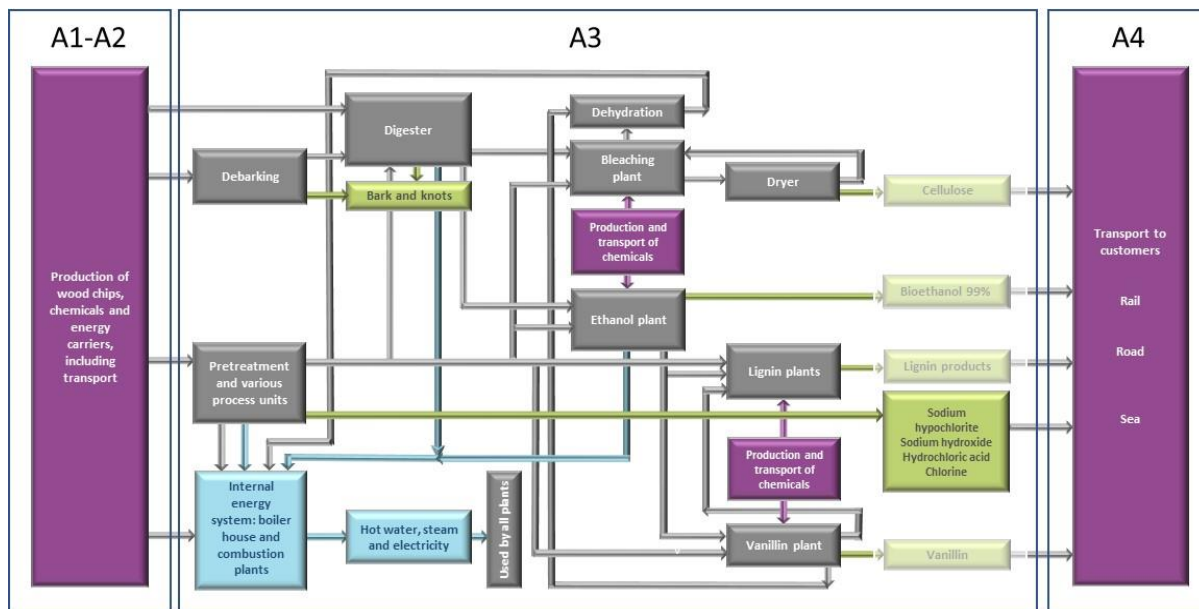 A1-A2
A3
A4
Production of
wood chips,
chemicals and
energy
carriers,
including
transport
Digester
Debarking
Bark and knots
Dehydration
Bleaching
plant
Dryer
Cellulose
Production and
transport of
chemicals
Ethanol plant
Bioethanol 99%
Pretreatment
and various
process units
Lignin plants
Lignin products
Sodium
hypochlorite
Sodium hydroxide
Hydrochloric acid
Chlorine
Production and
transport of
chemicals
Internal
energy
system: boiler
house and
combustion
plants
Hot water, steam
and electricity
Used by all plants
Vanillin plant
v
Vanillin
Transport to
customers
Rail
Road
Sea